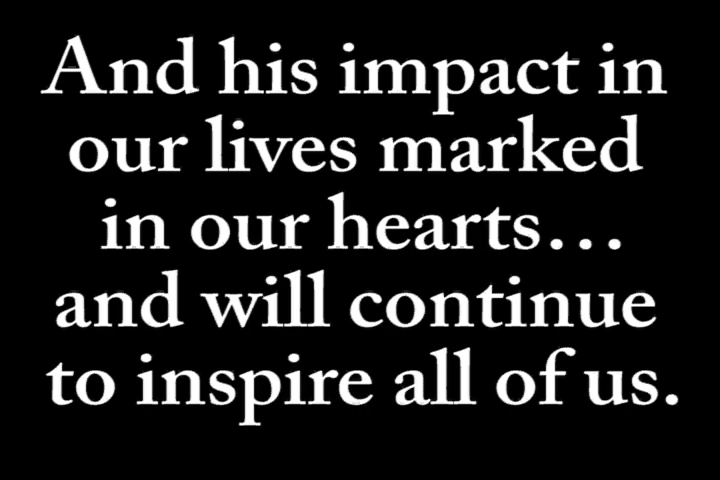 And his impact in
our lives marked
in our hearts...
and will continue
to inspire all of us.